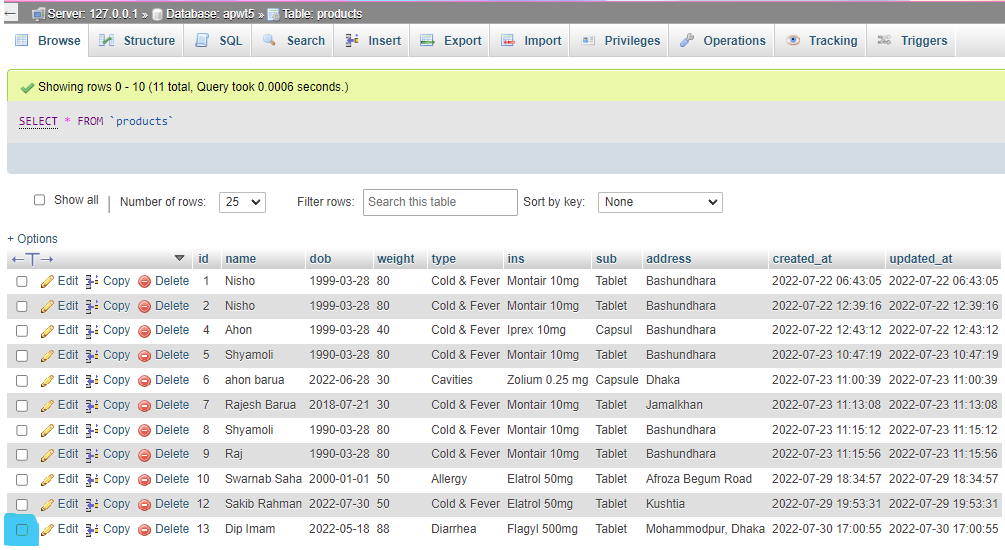 ← Server: 127.0.0.1 » Database: apwt5 » Table: products
Browse Structure SQL Search Insert Export Import Privileges Operations Tracking Triggers
Showing rows 0 - 10 (11 total, Query took 0.0006 seconds.)
SELECT * FROM `products`
Show all | Number of rows: 25 Filter rows: Search this table Sort by key: None
+ Options
←T→ id name dob weight type ins sub address created_at updated_at
Edit Copy Delete 1 Nisho 1999-03-28 80 Cold & Fever Montair 10mg Tablet Bashundhara 2022-07-22 06:43:05 2022-07-22 06:43:05
Edit Copy Delete 2 Nisho 1999-03-28 80 Cold & Fever Montair 10mg Tablet Bashundhara 2022-07-22 12:39:16 2022-07-22 12:39:16
Edit Copy Delete 4 Ahon 1999-03-28 40 Cold & Fever Iprex 10mg Capsul Bashundhara 2022-07-22 12:43:12 2022-07-22 12:43:12
Edit Copy Delete 5 Shyamoli 1990-03-28 80 Cold & Fever Montair 10mg Tablet Bashundhara 2022-07-23 10:47:19 2022-07-23 10:47:19
Edit Copy Delete 6 ahon barua 2022-06-28 30 Cavities Zolium 0.25 mg Capsule Dhaka 2022-07-23 11:00:39 2022-07-23 11:00:39
Edit Copy Delete 7 Rajesh Barua 2018-07-21 30 Cold & Fever Montair 10mg Tablet Jamalkhan 2022-07-23 11:13:08 2022-07-23 11:13:08
Edit Copy Delete 8 Shyamoli 1990-03-28 80 Cold & Fever Montair 10mg Tablet Bashundhara 2022-07-23 11:15:12 2022-07-23 11:15:12
Edit Copy Delete 9 Raj 1990-03-28 80 Cold & Fever Montair 10mg Tablet Bashundhara 2022-07-23 11:15:56 2022-07-23 11:15:56
Edit Copy Delete 10 Swarnab Saha 2000-01-01 50 Allergy Elatrol 50mg Tablet Afroza Begum Road 2022-07-29 18:34:57 2022-07-29 18:34:57
Edit Copy Delete 12 Sakib Rahman 2022-07-30 50 Cold & Fever Elatrol 50mg Tablet Kushtia 2022-07-29 19:53:31 2022-07-29 19:53:31
Edit Copy Delete 13 Dip Imam 2022-05-18 88 Diarrhea Flagyl 500mg Tablet Mohammodpur, Dhaka 2022-07-30 17:00:55 2022-07-30 17:00:55